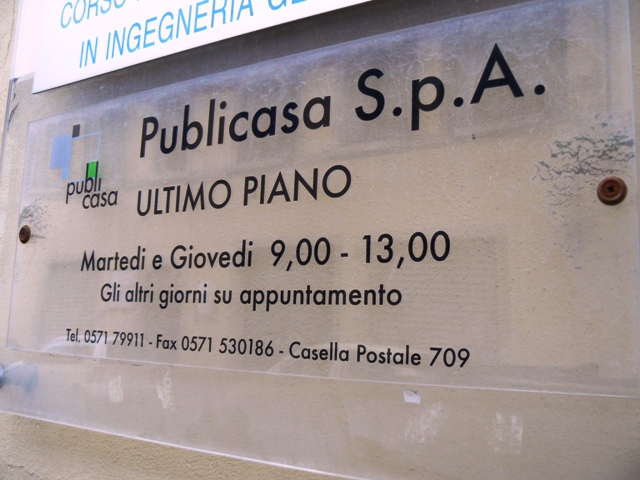 CORSO
IN INGEGNERIA
Publicasa S.p.A.
publi
casa
ULTIMO PIANO
Martedi e Giovedi 9,00 - 13,00
Gli altri giorni su appuntamento
Tel. 0571 79911 - Fax 0571 530186 - Casella Postale 709